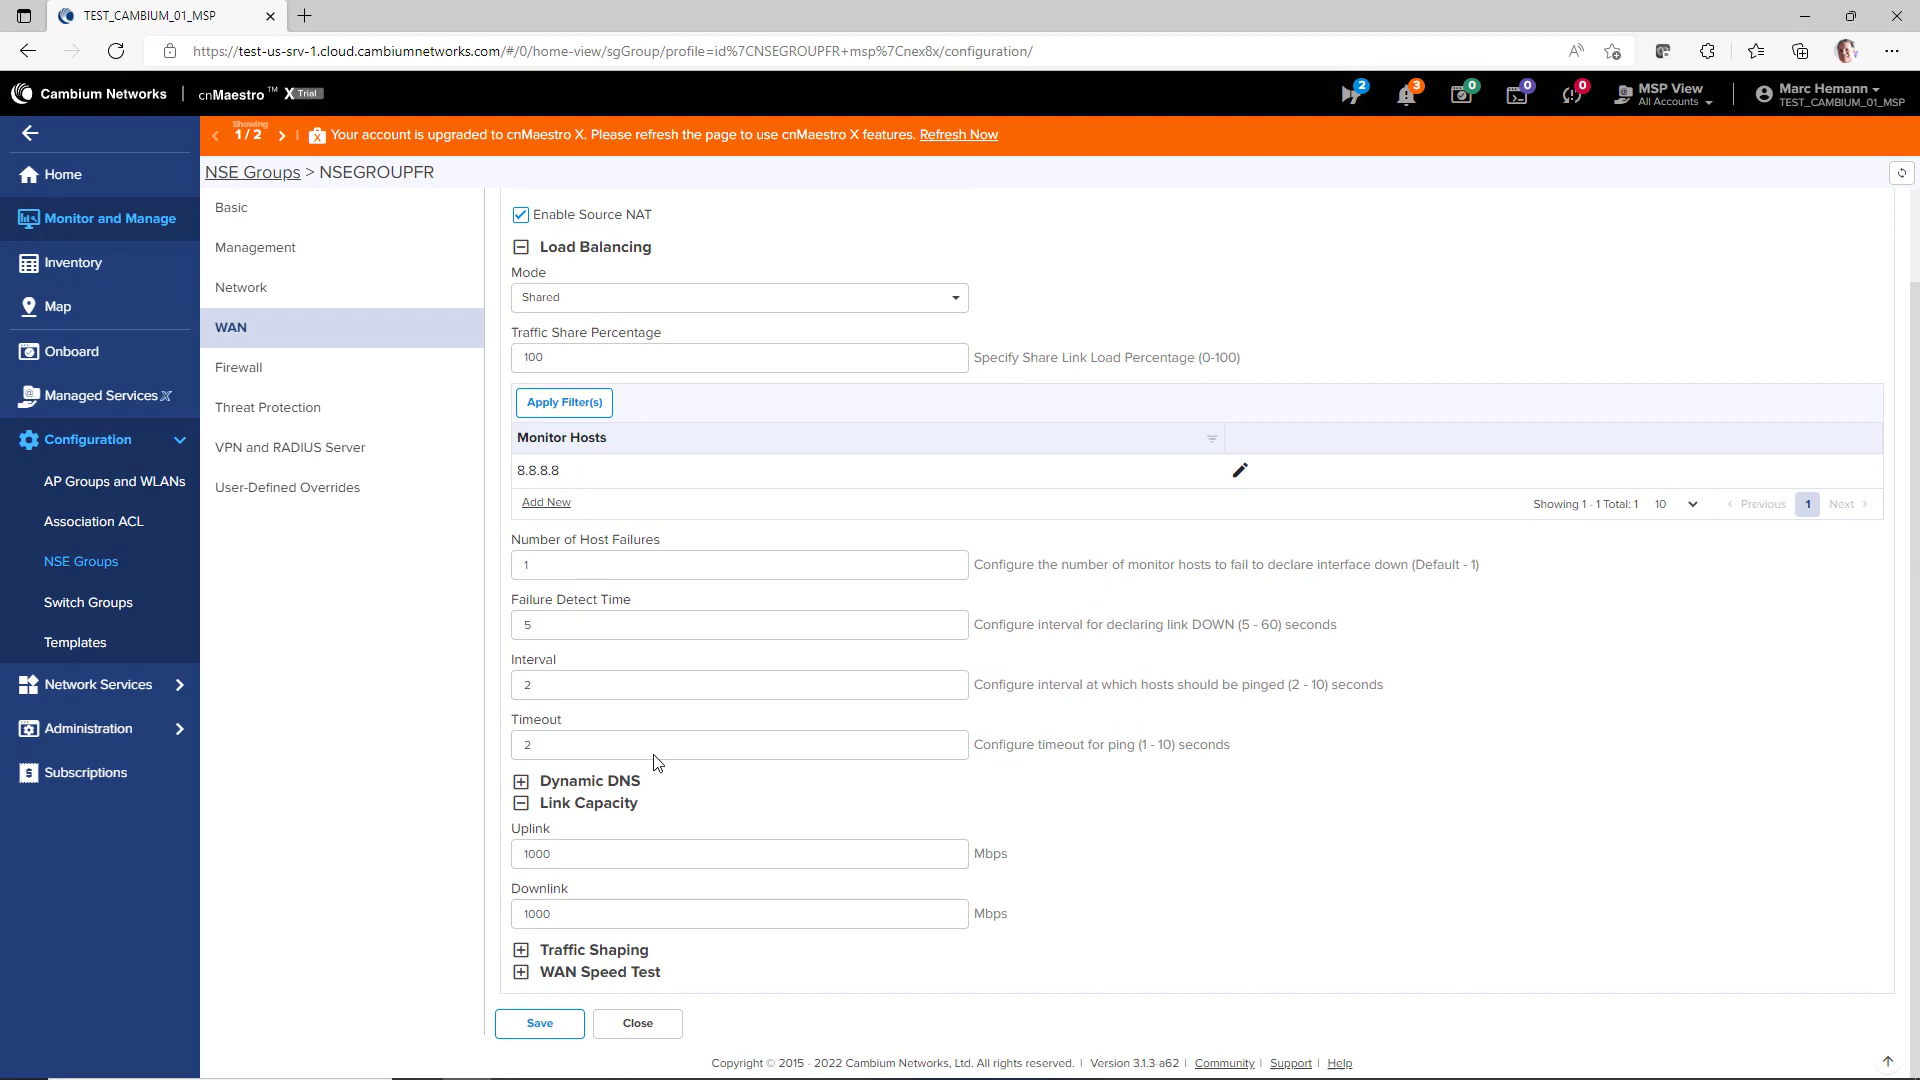 TEST_CAMBIUM_01_MSP
https://test-us-srv-1.cloud.cambiumnetworks.com/#/0/home-view/sgGroup/profile=id%7CNSEGROUPFR+msp%7Cnex8x/configuration/
Cambium Networks | cnMaestro™ X Trial
2 3 0 0 0
MSP View
All Accounts
Marc Hemann
TEST_CAMBIUM_01_MSP
Showing
1 / 2
Your account is upgraded to cnMaestro X. Please refresh the page to use cnMaestro X features. Refresh Now
NSE Groups > NSEGROUPFR
Home
Monitor and Manage
Inventory
Map
Onboard
Managed Services X
Configuration
AP Groups and WLANs
Association ACL
NSE Groups
Switch Groups
Templates
Network Services
Administration
Subscriptions
Basic
Management
Network
WAN
Firewall
Threat Protection
VPN and RADIUS Server
User-Defined Overrides
Enable Source NAT
Load Balancing
Mode
Shared
Traffic Share Percentage
100 Specify Share Link Load Percentage (0-100)
Apply Filter(s)
Monitor Hosts
8.8.8.8
Add New Showing 1 - 1 Total: 1 10 < Previous 1 Next >
Number of Host Failures
1 Configure the number of monitor hosts to fail to declare interface down (Default - 1)
Failure Detect Time
5 Configure interval for declaring link DOWN (5 - 60) seconds
Interval
2 Configure interval at which hosts should be pinged (2 - 10) seconds
Timeout
2 Configure timeout for ping (1 - 10) seconds
Dynamic DNS
Link Capacity
Uplink
1000 Mbps
Downlink
1000 Mbps
Traffic Shaping
WAN Speed Test
Save Close
Copyright © 2015 - 2022 Cambium Networks, Ltd. All rights reserved. | Version 3.1.3-a62 | Community | Support | Help